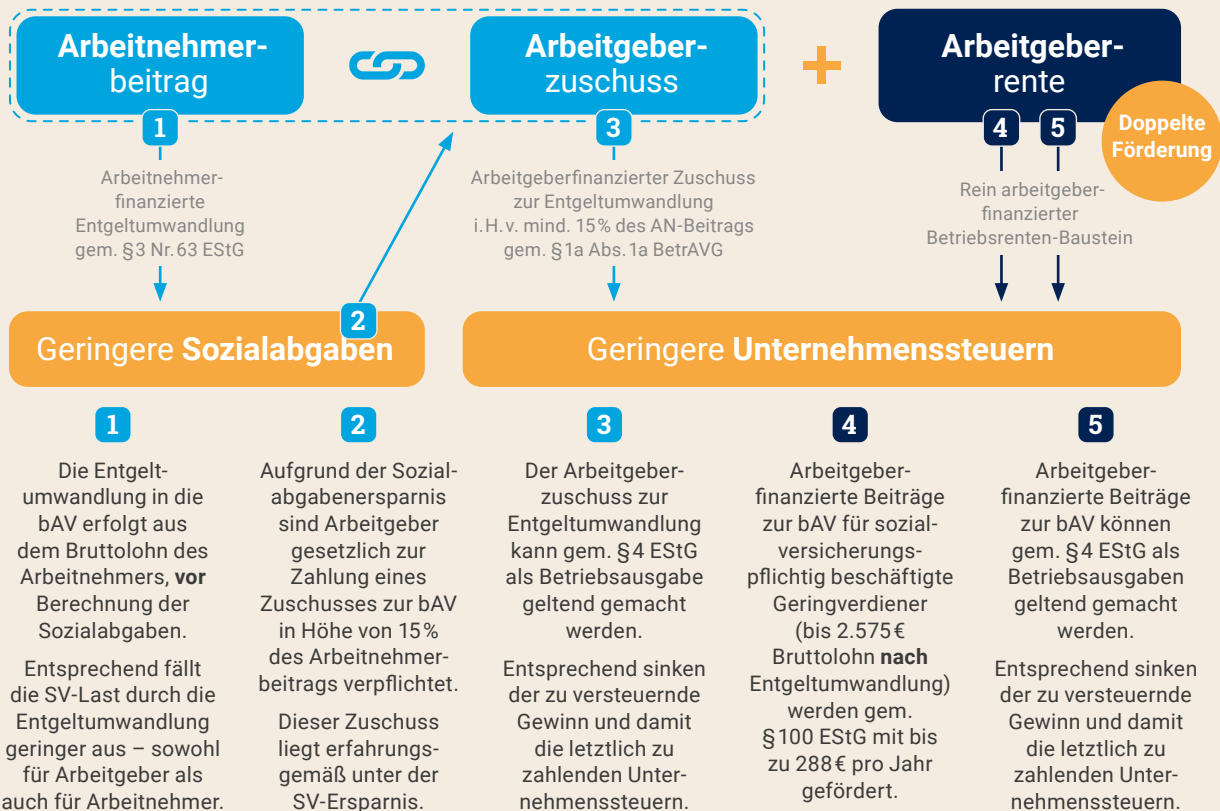 Arbeitnehmer-
beitrag
1
Arbeitnehmer-
finanzierte
Entgeltumwandlung
gem. §3 Nr. 63 EStG
Arbeitgeber-
zuschuss
3
Arbeitgeberfinanzierter Zuschuss
zur Entgeltumwandlung
i. H. v. mind. 15% des AN-Beitrags
gem. §1a Abs. 1a BetrAVG
+
Arbeitgeber-
rente
4 5
Doppelte
Förderung
Rein arbeitgeber-
finanzierter
Betriebsrenten-Baustein
2
Geringere Sozialabgaben
Geringere Unternehmenssteuern
1
Die Entgelt-
umwandlung in die
bAV erfolgt aus
dem Bruttolohn des
Arbeitnehmers, vor
Berechnung der
Sozialabgaben.
Entsprechend fällt
die SV-Last durch die
Entgeltumwandlung
geringer aus – sowohl
für Arbeitgeber als
auch für Arbeitnehmer.
2
Aufgrund der Sozial-
abgabenersparnis
sind Arbeitgeber
gesetzlich zur
Zahlung eines
Zuschusses zur bAV
in Höhe von 15%
des Arbeitnehmer-
beitrags verpflichtet.
Dieser Zuschuss
liegt erfahrungs-
gemäß unter der
SV-Ersparnis.
3
Der Arbeitgeber-
zuschuss zur
Entgeltumwandlung
kann gem. §4 EStG
als Betriebsausgabe
geltend gemacht
werden.
Entsprechend sinken
der zu versteuernde
Gewinn und damit
die letztlich zu
zahlenden Unter-
nehmenssteuern.
4
Arbeitgeber-
finanzierte Beiträge
zur bAV für sozial-
versicherungs-
pflichtig beschäftigte
Geringverdiener
(bis 2.575€
Bruttolohn nach
Entgeltumwandlung)
werden gem.
§100 EStG mit bis
zu 288€ pro Jahr
gefördert.
5
Arbeitgeber-
finanzierte Beiträge
zur bAV können
gem. §4 EStG als
Betriebsausgaben
geltend gemacht
werden.
Entsprechend sinken
der zu versteuernde
Gewinn und damit
die letztlich zu
zahlenden Unter-
nehmenssteuern.